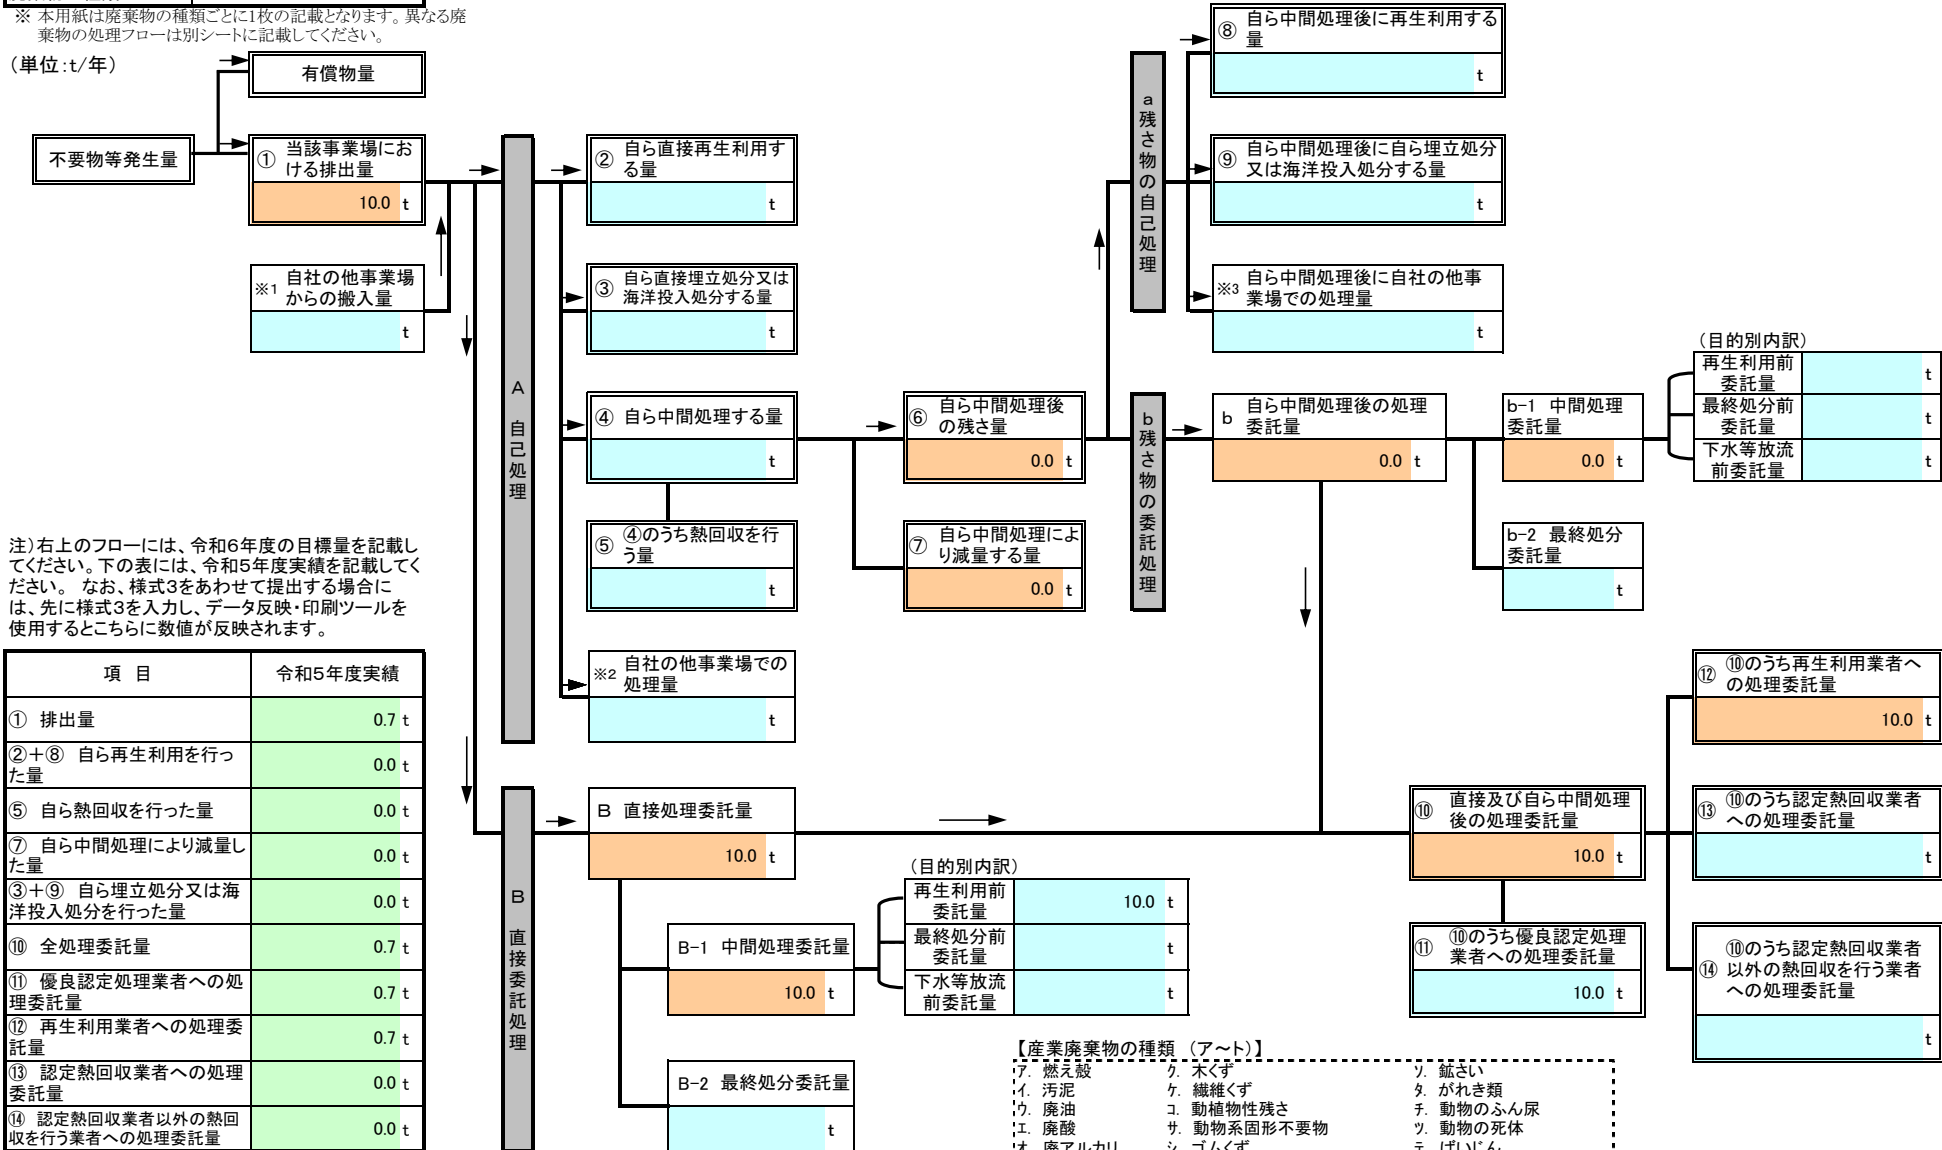 ※ 本用紙は廃棄物の種類ごとに1枚の記載となります。異なる廃
棄物の処理フローは別シートに記載してください。
（単位：t/年）
有償物量
不要物等発生量
① 当該事業場にお
ける排出量
10.0 t
※1 自社の他事業場
からの搬入量
t
A 自己処理
② 自ら直接再生利用す
る量
t
③ 自ら直接埋立処分又は
海洋投入処分する量
t
④ 自ら中間処理する量
t
⑤ ④のうち熱回収を行
う量
t
※2 自社の他事業場での
処理量
t
⑥ 自ら中間処理後
の残さ量
0.0 t
⑦ 自ら中間処理によ
り減量する量
0.0 t
a 残さ物の自己処理
⑧ 自ら中間処理後に再生利用する
量
t
⑨ 自ら中間処理後に自ら埋立処分
又は海洋投入処分する量
t
※3 自ら中間処理後に自社の他事
業場での処理量
t
b 残さ物の委託処理
b 自ら中間処理後の処理
委託量
0.0 t
b-1 中間処理
委託量
0.0 t
（目的別内訳）
再生利用前
委託量
t
最終処分前
委託量
t
下水等放流
前委託量
t
b-2 最終処分
委託量
t
注）右上のフローには、令和6年度の目標量を記載し
てください。下の表には、令和5年度実績を記載してく
ださい。 なお、様式3をあわせて提出する場合に
は、先に様式3を入力し、データ反映・印刷ツールを
使用するとこちらに数値が反映されます。
項 目 令和5年度実績
① 排出量 0.7 t
②＋⑧ 自ら再生利用を行っ
た量 0.0 t
⑤ 自ら熱回収を行った量 0.0 t
⑦ 自ら中間処理により減量し
た量 0.0 t
③＋⑨ 自ら埋立処分又は海
洋投入処分を行った量 0.0 t
⑩ 全処理委託量 0.7 t
⑪ 優良認定処理業者への処
理委託量 0.7 t
⑫ 再生利用業者への処理委
託量 0.7 t
⑬ 認定熱回収業者への処理
委託量 0.0 t
⑭ 認定熱回収業者以外の熱回
収を行う業者への処理委託量 0.0 t
B 直接委託処理
B 直接処理委託量
10.0 t
B-1 中間処理委託量
10.0 t
（目的別内訳）
再生利用前
委託量
10.0 t
最終処分前
委託量
t
下水等放流
前委託量
t
B-2 最終処分委託量
t
⑩ 直接及び自ら中間処理
後の処理委託量
10.0 t
⑪ ⑩のうち優良認定処理
業者への処理委託量
10.0 t
⑫ ⑩のうち再生利用業者へ
の処理委託量
10.0 t
⑬ ⑩のうち認定熱回収業者
への処理委託量
t
⑭ ⑩のうち認定熱回収業者
以外の熱回収を行う業者
への処理委託量
t
【産業廃棄物の種類 （ア～ト）】
ア. 燃え殻 ク. 木くず ソ. 鉱さい
イ. 汚泥 ケ. 繊維くず タ. がれき類
ウ. 廃油 コ. 動植物性残さ チ. 動物のふん尿
エ. 廃酸 サ. 動物系固形不要物 ツ. 動物の死体
オ. 廃アルカリ シ. ゴムくず テ. ばいじん